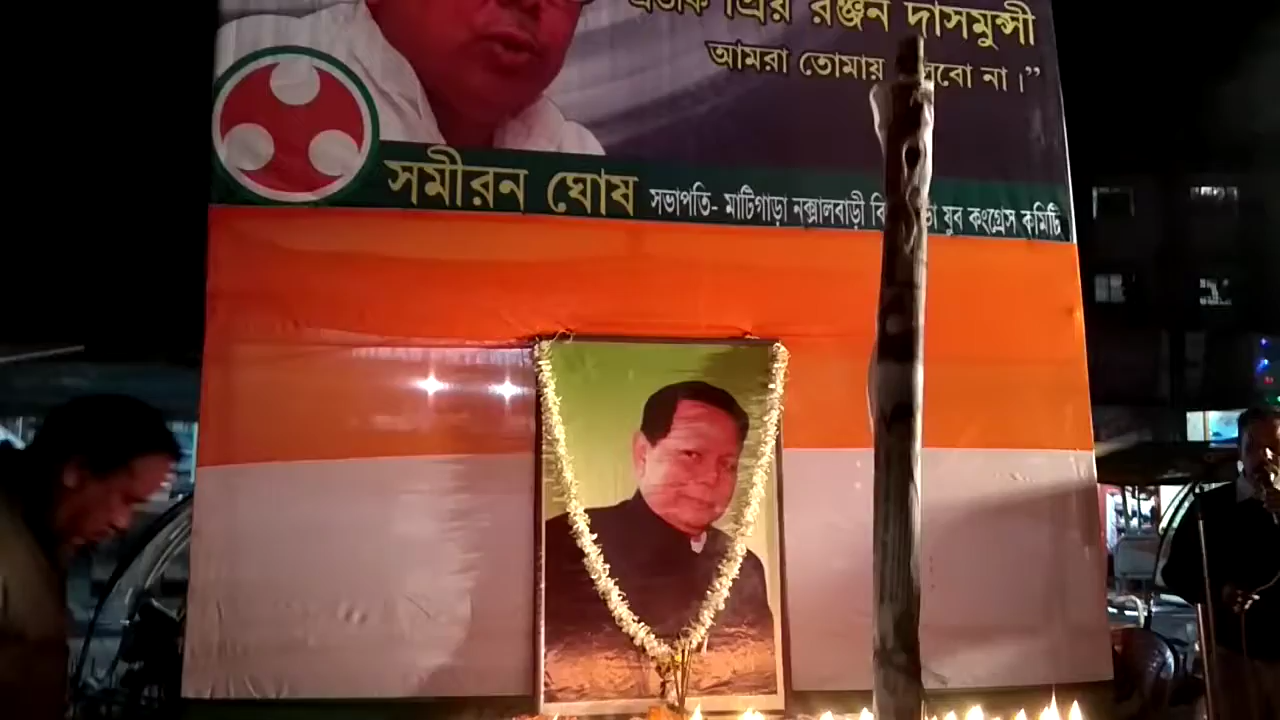 প্রিয় রঞ্জন দাসমুন্সী
আমরা তোমায় না।”
সমীরন ঘোষ
সভাপতি- মাটিগাড়া নক্সালবাড়ী যুব কংগ্রেস কমিটি